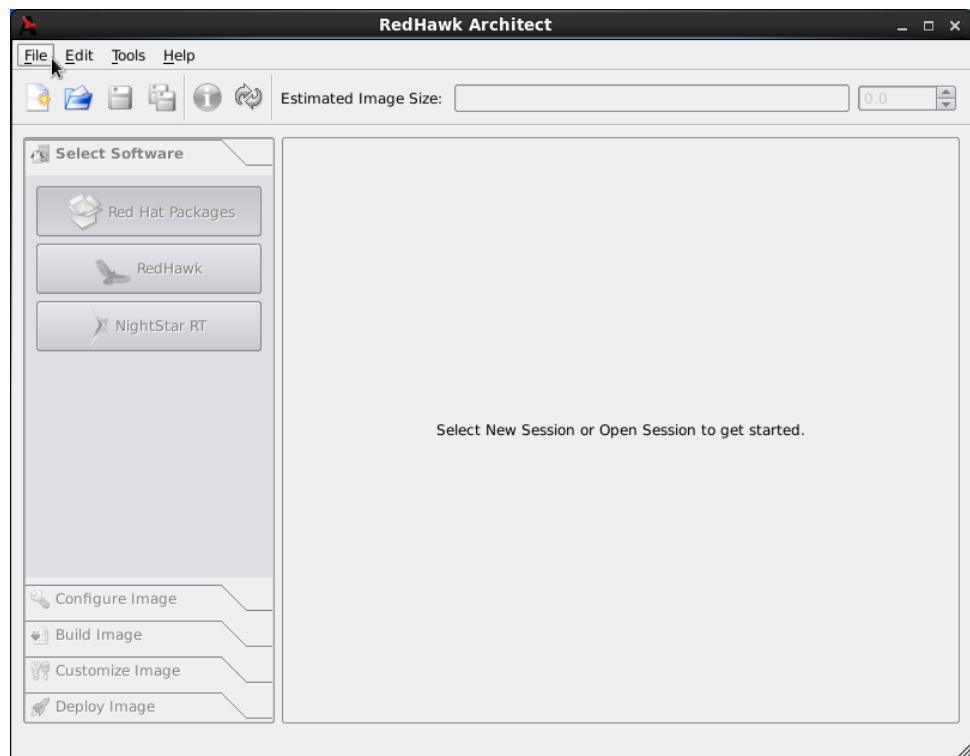 RedHawk Architect
File Edit Tools Help
Estimated Image Size: 0.0
Select Software
Red Hat Packages
RedHawk
NightStar RT
Select New Session or Open Session to get started.
Configure Image
Build Image
Customize Image
Deploy Image